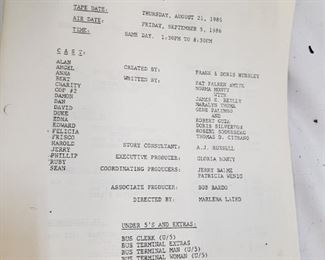 TAPE DATE: THURSDAY, AUGUST 21, 1986
AIR DATE: FRIDAY, SEPTEMBER 5, 1986
TIME: SAME DAY. 1:30PM TO 8:30PM
CAST:
ALAN
ANGEL CREATED BY: FRANK & DORIS HURSLEY
ANNA
BERT WRITTEN BY: PAT FALKEN SMITH
CHARITY NORMA MONTY
COP #2 WITH
DAMON JAMES E. REILLY
DAN MARALYN THOMA
DAVID GENE PALUMBO
DUKE AND
EDNA ROBERT GUZA
EDWARD DORIS SILVERTON
FELICIA ROBERT SODERBERG
FRISCO THOMAS D. CITRANO
HAROLD STORY CONSULTANT: A.J. RUSSELL
JERRY
PHILLIP EXECUTIVE PRODUCER: GLORIA MONTY
RUBY
SEAN COORDINATING PRODUCERS: JERRY BALME
PATRICIA WENIG
ASSOCIATE PRODUCER: BOB BARDO
DIRECTED BY: MARLENA LAIRD
UNDER 5'S AND EXTRAS:
BUS CLERK (U/5)
BUS TERMINAL EXTRAS
BUS TERMINAL MAN (U/5)
BUS TERMINAL WOMAN (U/5)